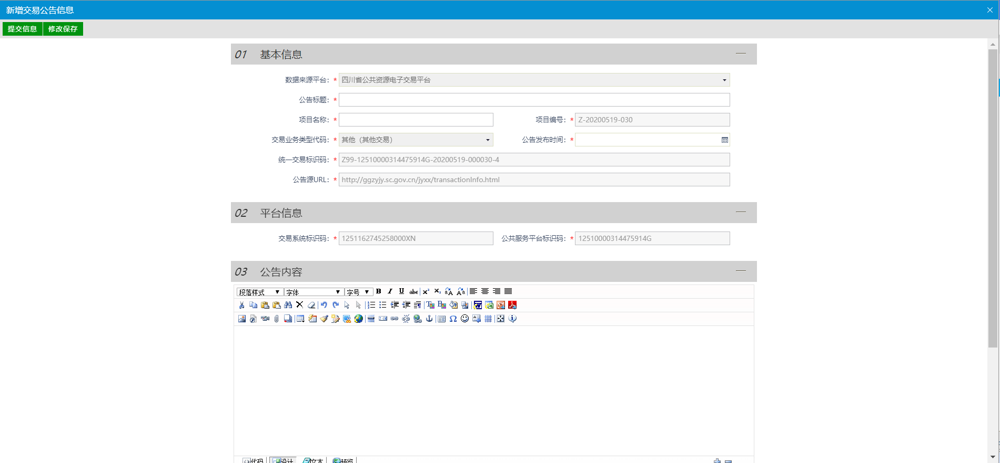 新增交易公告信息
提交信息 修改保存
01 基本信息
数据来源平台：* 四川省公共资源电子交易平台
公告标题：*
项目名称：* 项目编号：* Z-20200519-030
交易业务类型代码：* 其他（其他交易） 公告发布时间：*
统一交易标识码：* Z99-12510000314475914G-20200519-000030-4
公告源URL：* http://ggzyjy.sc.gov.cn/jyxx/transactionInfo.html
02 平台信息
交易系统标识码：* 1251162745258000XN 公共服务平台标识码：* 12510000314475914G
03 公告内容
段落样式 字体 字号 B I U abc
代码 设计 文本 预览